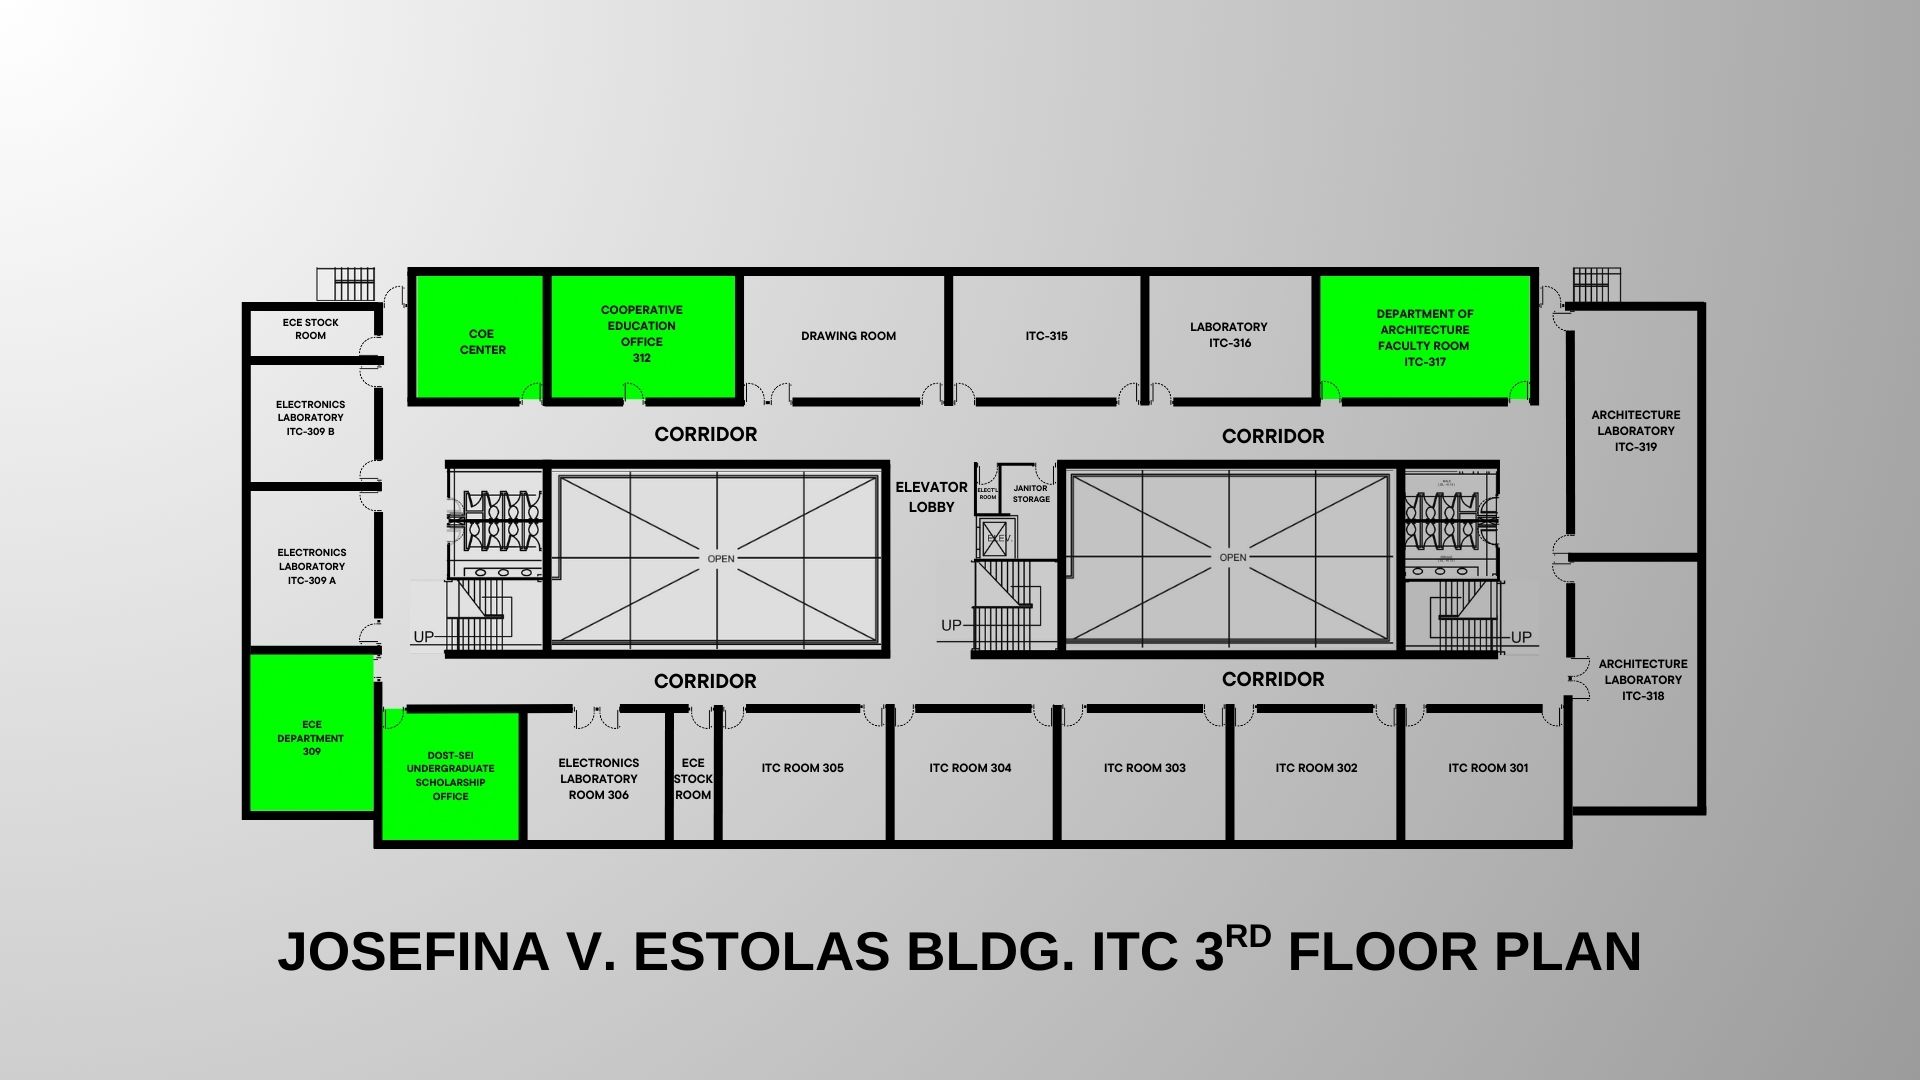 ECE STOCK
ROOM
COE
CENTER
COOPERATIVE
EDUCATION
OFFICE
312
DRAWING ROOM
ITC-315
LABORATORY
ITC-316
DEPARTMENT OF
ARCHITECTURE
FACULTY ROOM
ITC-317
ELECTRONICS
LABORATORY
ITC-309 B
ARCHITECTURE
LABORATORY
ITC-319
CORRIDOR
CORRIDOR
ELEVATOR
LOBBY
ELECT'L
ROOM
JANITOR
STORAGE
ELEV.
ELECTRONICS
LABORATORY
ITC-309 A
OPEN
OPEN
UP
UP
UP
ARCHITECTURE
LABORATORY
ITC-318
CORRIDOR
CORRIDOR
ECE
DEPARTMENT
309
DOST-SEI
UNDERGRADUATE
SCHOLARSHIP
OFFICE
ELECTRONICS
LABORATORY
ROOM 306
ECE
STOCK
ROOM
ITC ROOM 305
ITC ROOM 304
ITC ROOM 303
ITC ROOM 302
ITC ROOM 301
JOSEFINA V. ESTOLAS BLDG. ITC 3RD FLOOR PLAN